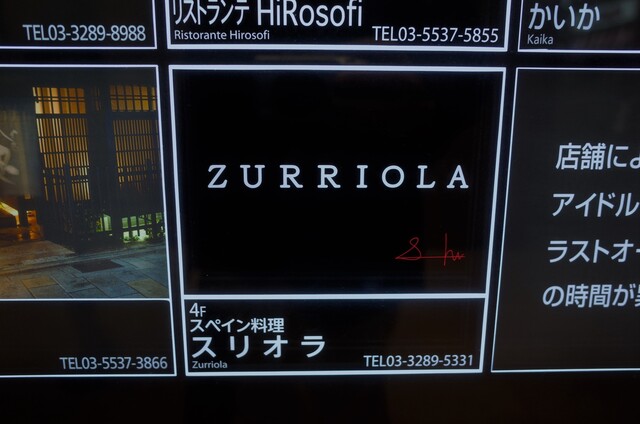 TEL03-3289-8988
リストランテ HiRosofi
Ristorante Hirosofi
TEL03-5537-5855
かいか
Kaika
ZURRIOLA
4F
スペイン料理
スリオラ
Zurriola
TEL03-3289-5331
TEL03-5537-3866
店舗によ
アイドル
ラストオー
の時間が